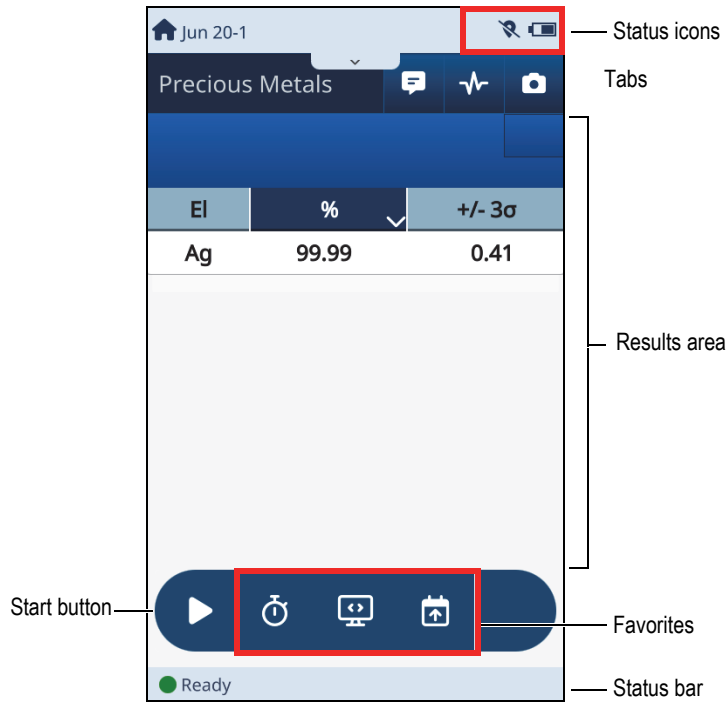 Jun 20-1
Status icons
Precious Metals
Tabs
El % +/- 3σ
Ag 99.99 0.41
Results area
Start button
Favorites
Ready
Status bar